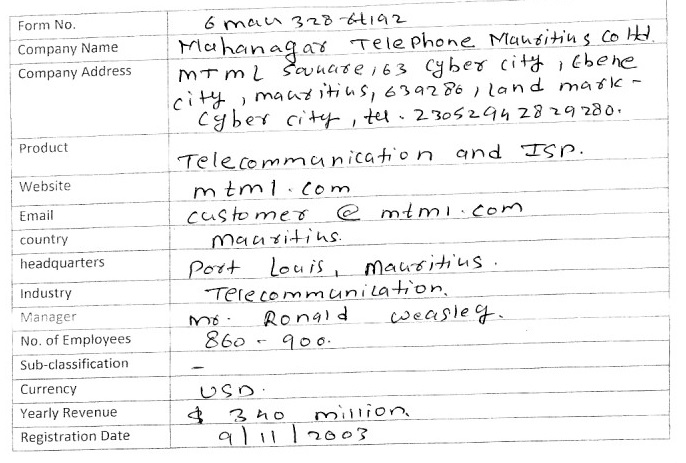 Form No. 6 mau 328-64192
Company Name Mahanagar Telephone Mauritius Co ltd.
Company Address MTML Square, 63 Cyber city, Ebene
city, mauritius, 639286, land mark -
Cyber city, tel. 2305294 2829280.
Product Telecommunication and ISP.
Website mtml.com
Email customer @ mtml.com
country Mauritius.
headquarters Port Louis, Mauritius.
Industry Telecommunication.
Manager Mr. Ronald Weasley.
No. of Employees 860 - 900.
Sub-classification -
Currency USD.
Yearly Revenue $ 340 million.
Registration Date 9/11/2003